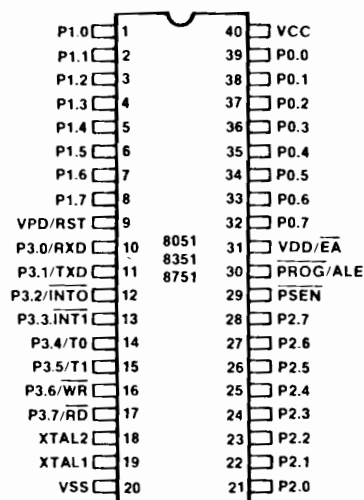 P1.0 1 40 VCC
P1.1 2 39 P0.0
P1.2 3 38 P0.1
P1.3 4 37 P0.2
P1.4 5 36 P0.3
P1.5 6 35 P0.4
P1.6 7 34 P0.5
P1.7 8 33 P0.6
VPD/RST 9 32 P0.7
P3.0/RXD 10 8051 31 VDD/EA
P3.1/TXD 11 8351 30 PROG/ALE
P3.2/INTO 12 8751 29 PSEN
P3.3.INT1 13 28 P2.7
P3.4/T0 14 27 P2.6
P3.5/T1 15 26 P2.5
P3.6/WR 16 25 P2.4
P3.7/RD 17 24 P2.3
XTAL2 18 23 P2.2
XTAL1 19 22 P2.1
VSS 20 21 P2.0